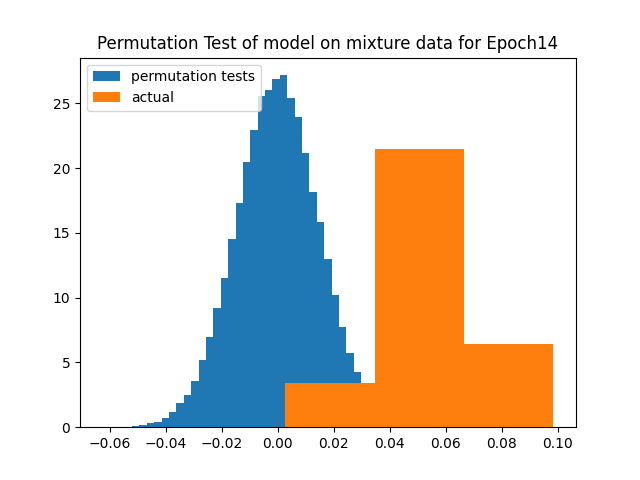 Permutation Test of model on mixture data for Epoch14
permutation tests
actual
25
20
15
10
5
0
−0.06 −0.04 −0.02 0.00 0.02 0.04 0.06 0.08 0.10